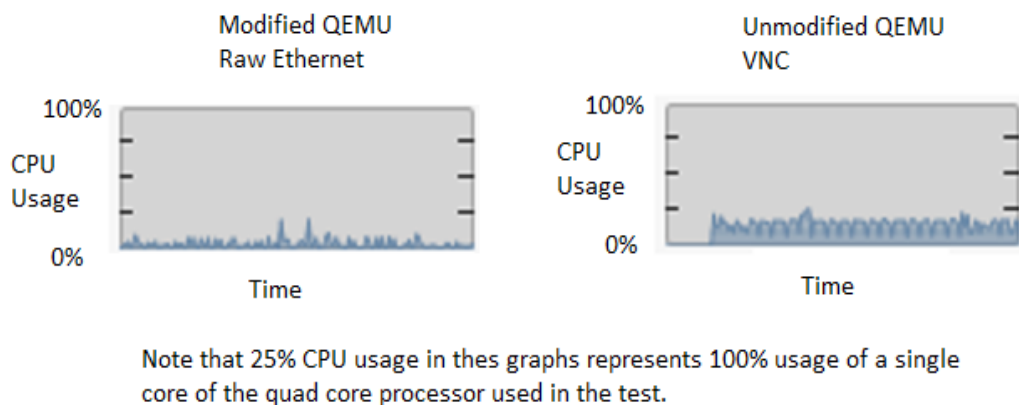 Modified QEMU
Raw Ethernet
100%
CPU
Usage
0%
Time
Unmodified QEMU
VNC
100%
CPU
Usage
0%
Time
Note that 25% CPU usage in thes graphs represents 100% usage of a single
core of the quad core processor used in the test.